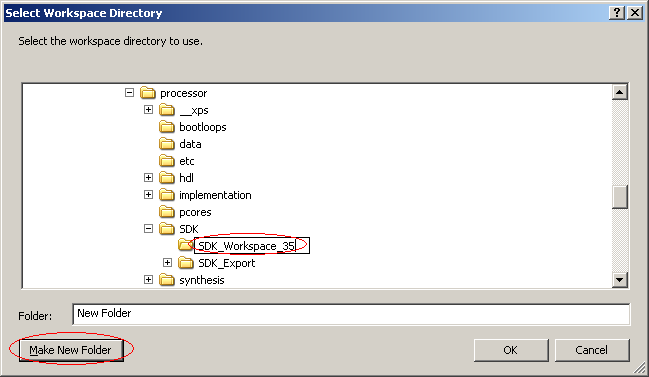 Select Workspace Directory
Select the workspace directory to use.
processor
__xps
bootloops
data
etc
hdl
implementation
pcores
SDK
SDK_Workspace_35
SDK_Export
synthesis
Folder: New Folder
Make New Folder OK Cancel